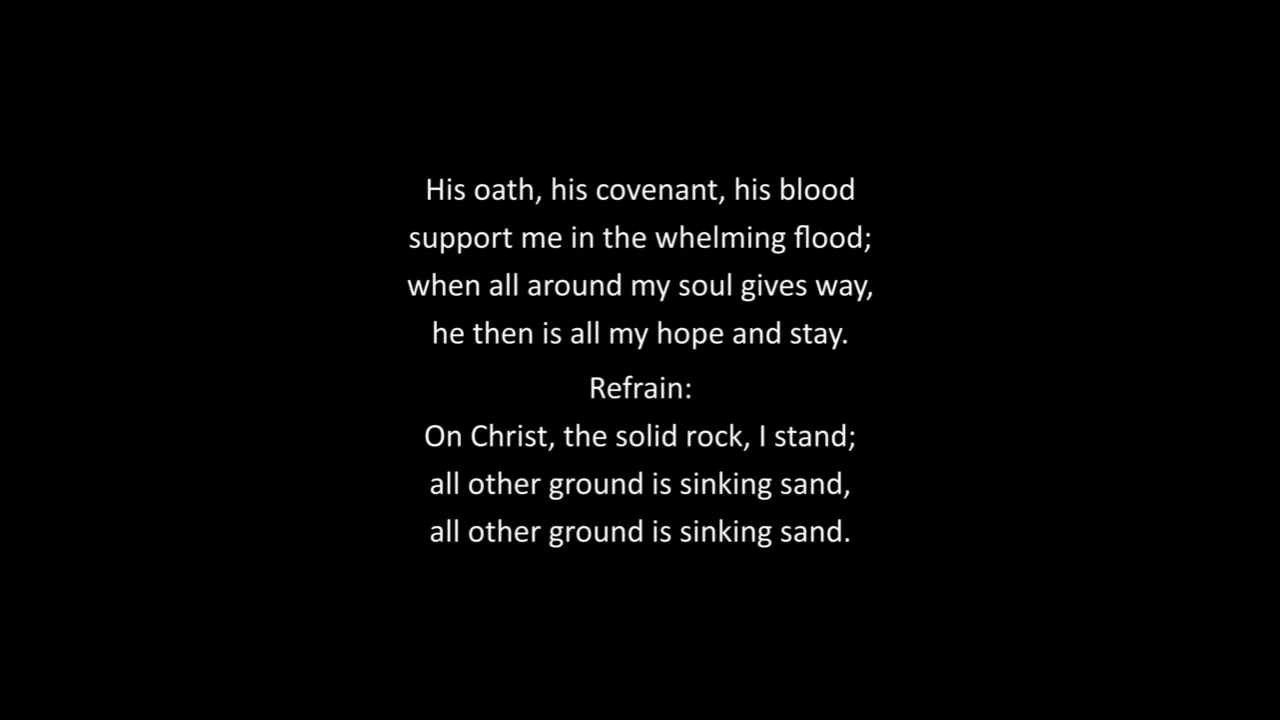 His oath, his covenant, his blood
support me in the whelming flood;
when all around my soul gives way,
he then is all my hope and stay.
Refrain:
On Christ, the solid rock, I stand;
all other ground is sinking sand,
all other ground is sinking sand.